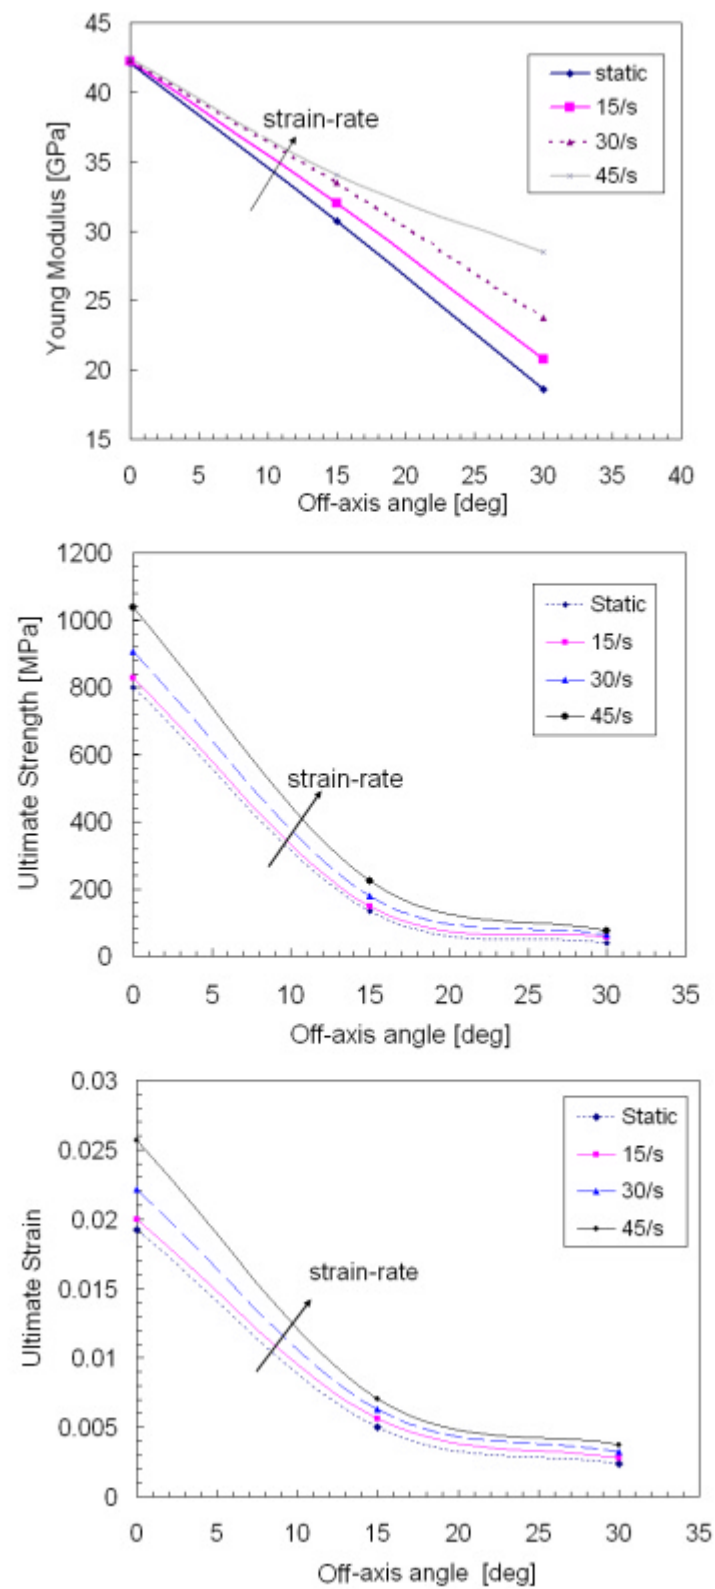 45
40
35
30
25
20
15
Young Modulus [GPa]
strain-rate
static
15/s
30/s
45/s
0 5 10 15 20 25 30 35 40
Off-axis angle [deg]
1200
1000
800
600
400
200
0
Ultimate Strength [MPa]
strain-rate
Static
15/s
30/s
45/s
0 5 10 15 20 25 30 35
Off-axis angle [deg]
0.03
0.025
0.02
0.015
0.01
0.005
0
Ultimate Strain
strain-rate
Static
15/s
30/s
45/s
0 5 10 15 20 25 30 35
Off-axis angle [deg]